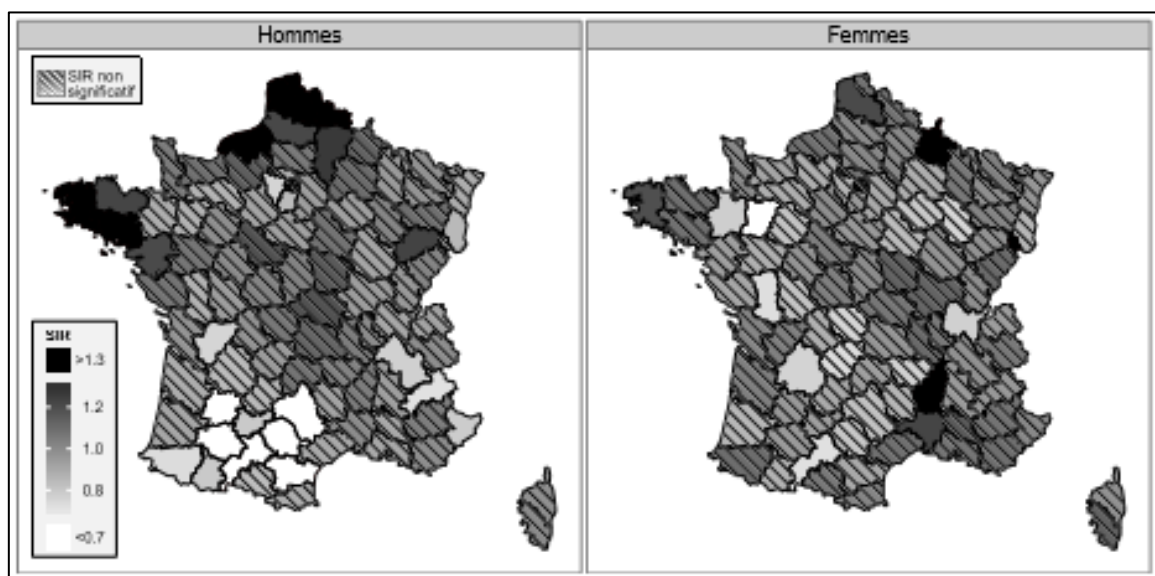 Hommes
Femmes
SIR non
significatif
SIR
>1.3
1.2
1.0
0.8
<0.7